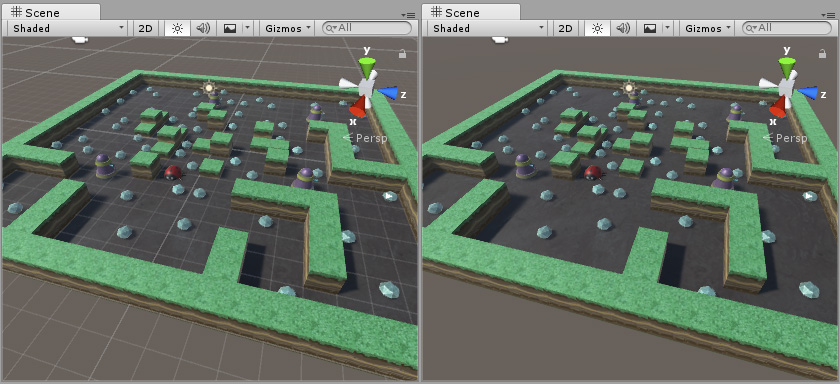 Scene
Shaded 2D Gizmos All
y
z
x
Persp
Scene
Shaded 2D Gizmos All
y
z
x
Persp